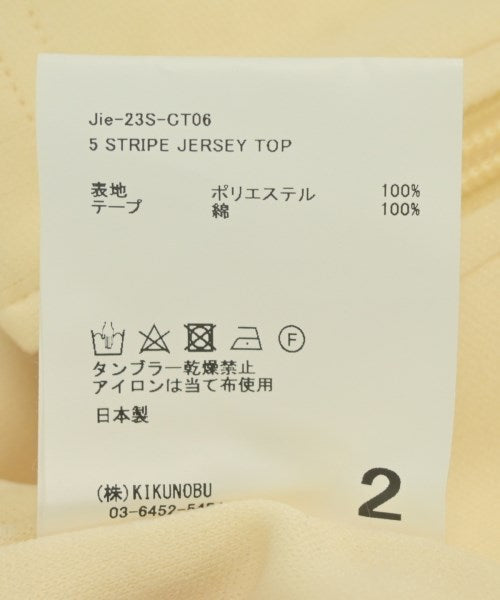 Jie-23S-CT06
5 STRIPE JERSEY TOP
表地 ポリエステル 100%
テープ 綿 100%
F
タンブラー乾燥禁止
アイロンは当て布使用
日本製
(株)KIKUNOBU
2